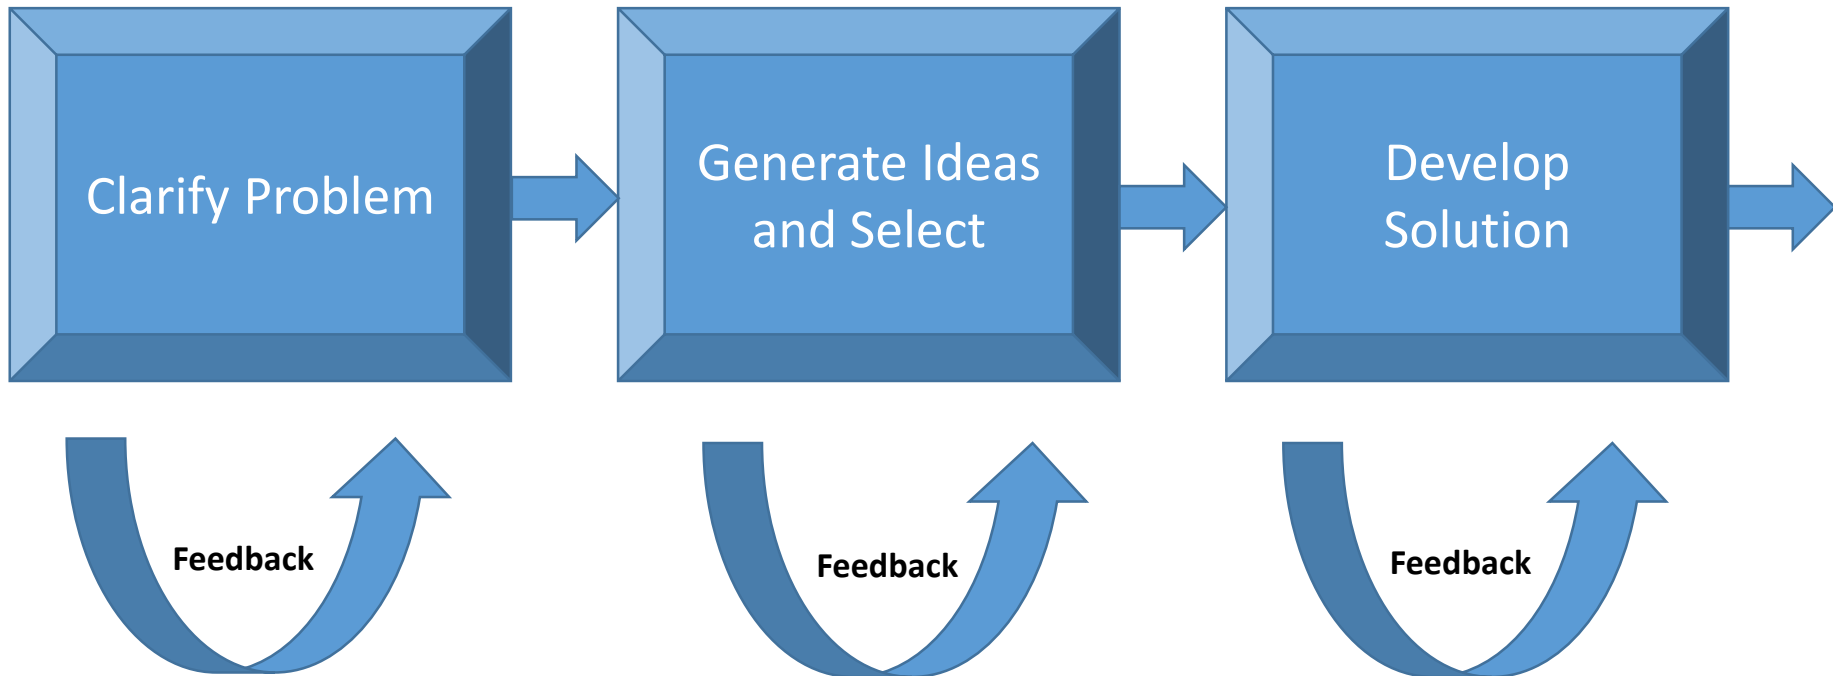 Clarify Problem
Generate Ideas
and Select
Develop
Solution
Feedback
Feedback
Feedback